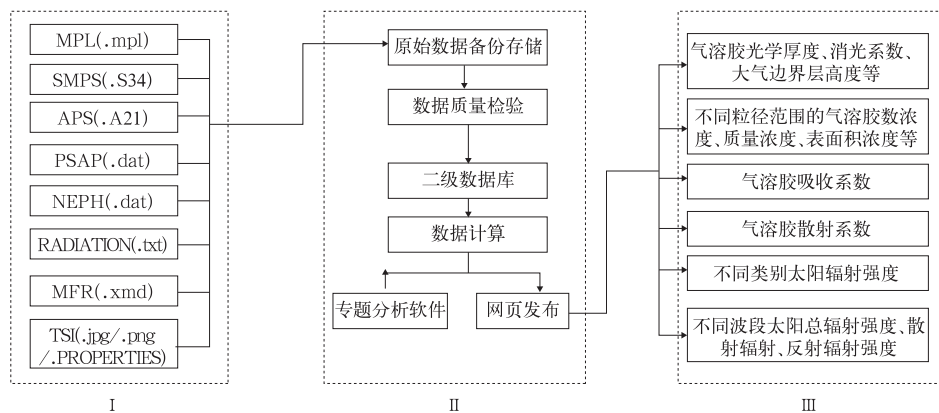 MPL(.mpl)
SMPS(.S34)
APS(.A21)
PSAP(.dat)
NEPH(.dat)
RADIATION(.txt)
MFR(.xmd)
TSI(.jpg/.png
/.PROPERTIES)
Ⅰ
原始数据备份存储
数据质量检验
二级数据库
数据计算
专题分析软件
网页发布
Ⅱ
气溶胶光学厚度、消光系数、
大气边界层高度等
不同粒径范围的气溶胶数浓
度、质量浓度、表面积浓度等
气溶胶吸收系数
气溶胶散射系数
不同类别太阳辐射强度
不同波段太阳总辐射强度、散
射辐射、反射辐射强度
Ⅲ